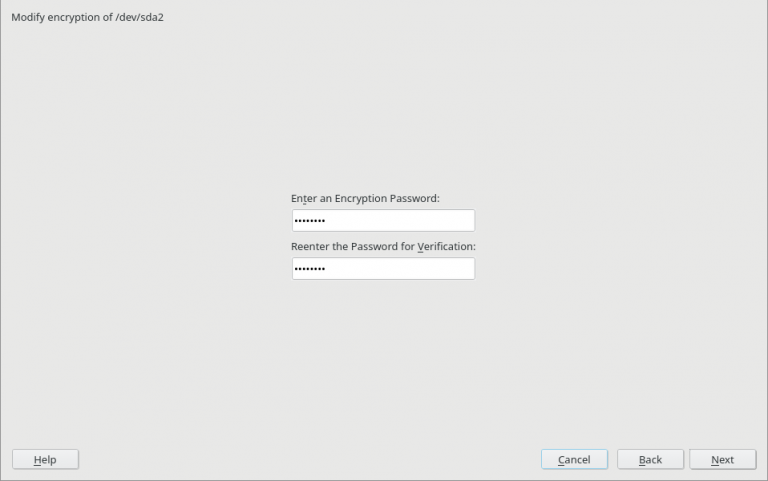 Modify encryption of /dev/sda2
Enter an Encryption Password:
••••••••
Reenter the Password for Verification:
••••••••
Help
Cancel
Back
Next